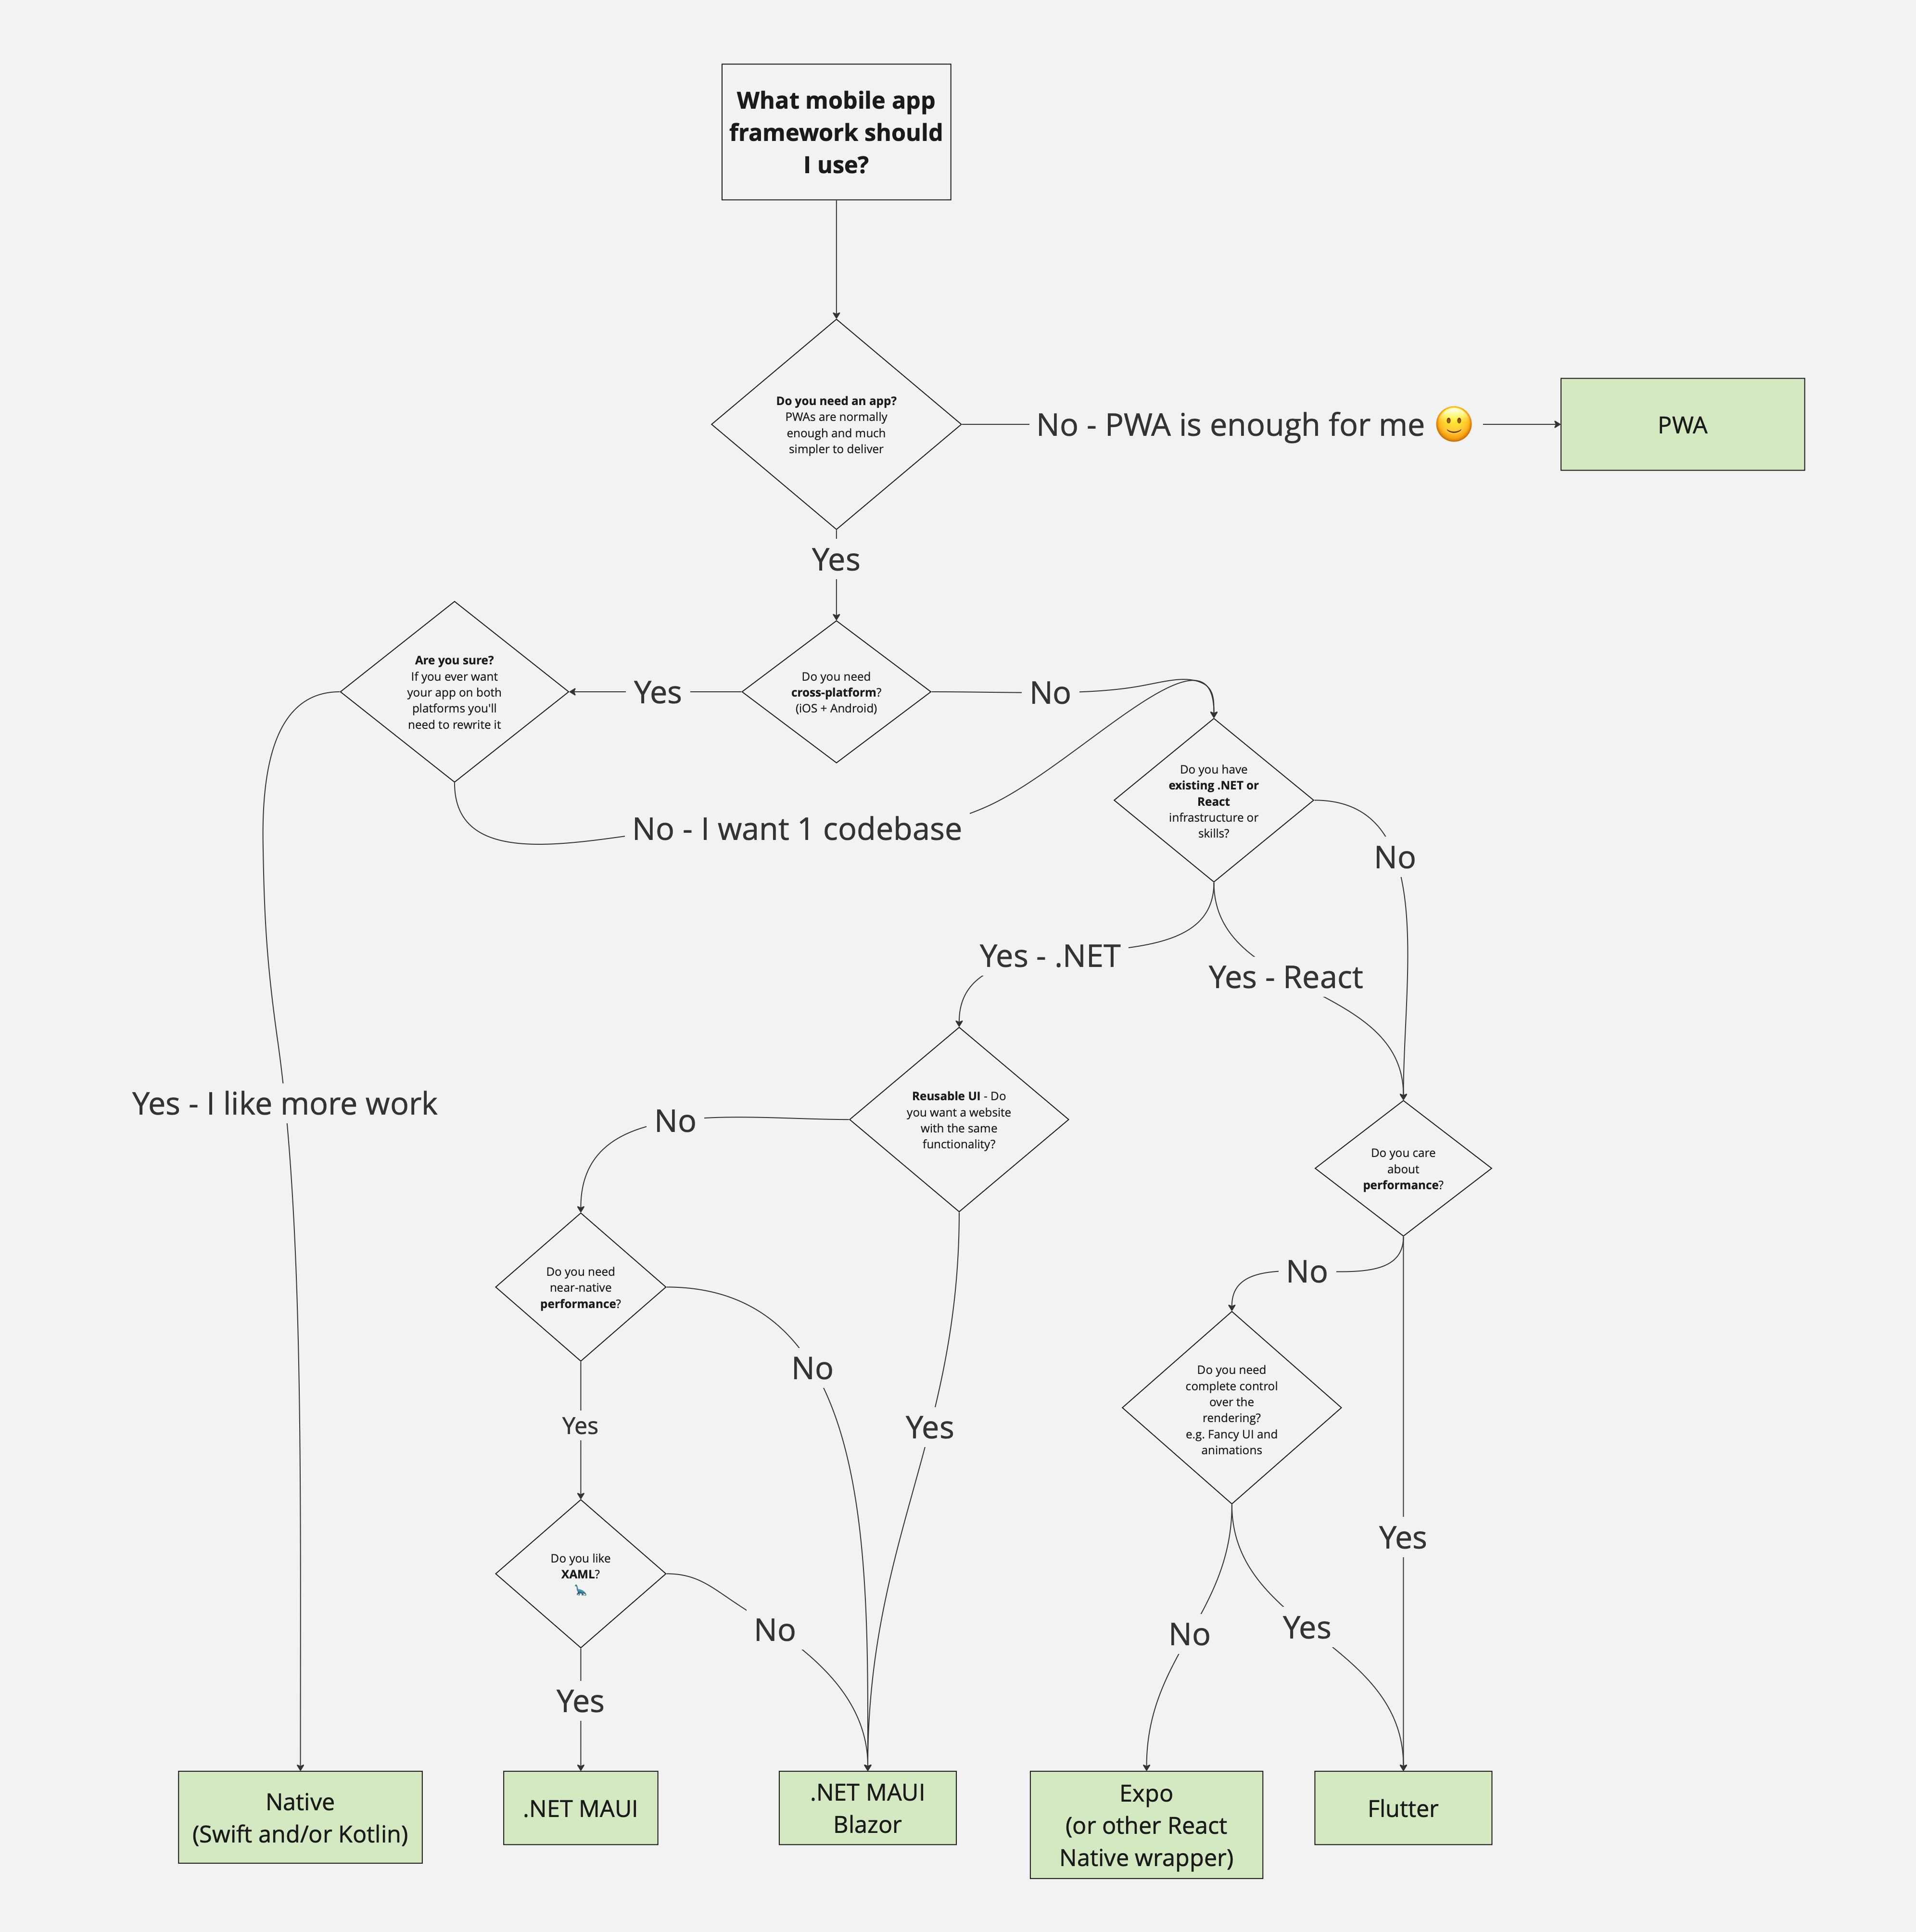 What mobile app
framework should
I use?
Do you need an app?
PWAs are normally
enough and much
simpler to deliver
No - PWA is enough for me 🙂
PWA
Yes
Are you sure?
If you ever want
your app on both
platforms you'll
need to rewrite it
Yes
Do you need
cross-platform?
(iOS + Android)
No
Do you have
existing .NET or
React
infrastructure or
skills?
No - I want 1 codebase
No
Yes - .NET
Yes - React
Yes - I like more work
No
Reusable UI - Do
you want a website
with the same
functionality?
Do you care
about
performance?
Do you need
near-native
performance?
No
No
Do you need
complete control
over the
rendering?
e.g. Fancy UI and
animations
Yes
Yes
Yes
Do you like
XAML?
🦕
No
No
Yes
Yes
Native
(Swift and/or Kotlin)
.NET MAUI
.NET MAUI
Blazor
Expo
(or other React
Native wrapper)
Flutter